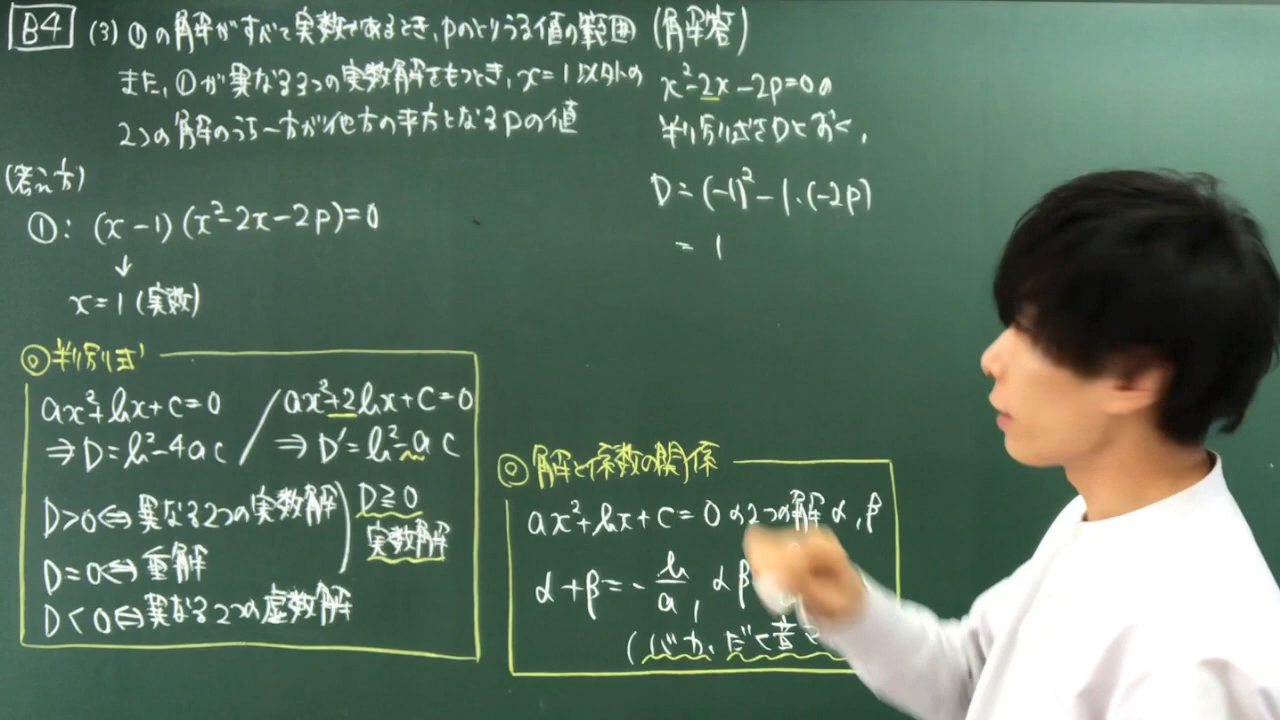 B4 (3) ①の解がすべて実数であるとき、Pのとりうる値の範囲
また、①が異なる3つの実数解をもつとき、x=1以外の
2つの解のうち一方が他方の平方となるPの値
(考え方)
①: (x-1)(x²-2x-2p)=0
↓
x=1(実数)
◎判別式
ax²+bx+c=0 / ax²+2bx+c=0
⇒D=b²-4ac / ⇒D'=b²-ac
D>0⇔異なる2つの実数解
D=0⇔重解
D<0⇔異なる2つの虚数解
D≧0
実数解
(解答)
x²-2x-2p=0の
判別式をDとおく、
D=(-1)²-1・(-2p)
=1
◎解と係数の関係
ax²+bx+c=0の2つの解α,β
α+β=-b/a, αβ